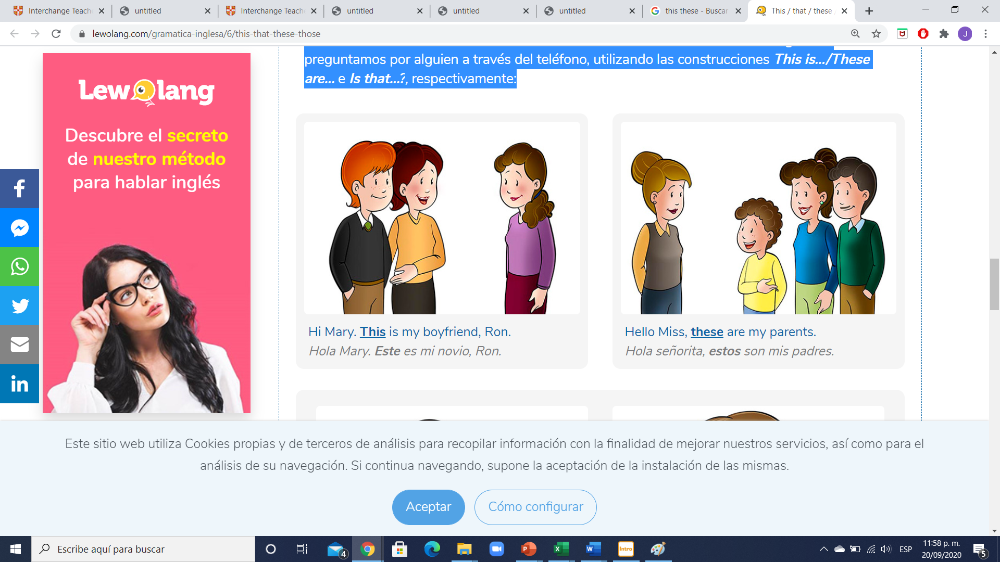 Interchange Teache
untitled
Interchange Teache
untitled
untitled
untitled
this these - Buscar
This / that / these /
lewolang.com/gramatica-inglesa/6/this-that-these-those
J
Lewolang
Descubre el secreto
de nuestro método
para hablar inglés
preguntamos por alguien a través del teléfono, utilizando las construcciones This is.../These
are... e Is that...?, respectivamente:
Hi Mary. This is my boyfriend, Ron.
Hola Mary. Este es mi novio, Ron.
Hello Miss, these are my parents.
Hola señorita, estos son mis padres.
Este sitio web utiliza Cookies propias y de terceros de análisis para recopilar información con la finalidad de mejorar nuestros servicios, así como para el
análisis de su navegación. Si continua navegando, supone la aceptación de la instalación de las mismas.
Aceptar
Cómo configurar
Escribe aquí para buscar
4
Intro
ESP
11:58 p. m.
20/09/2020
5